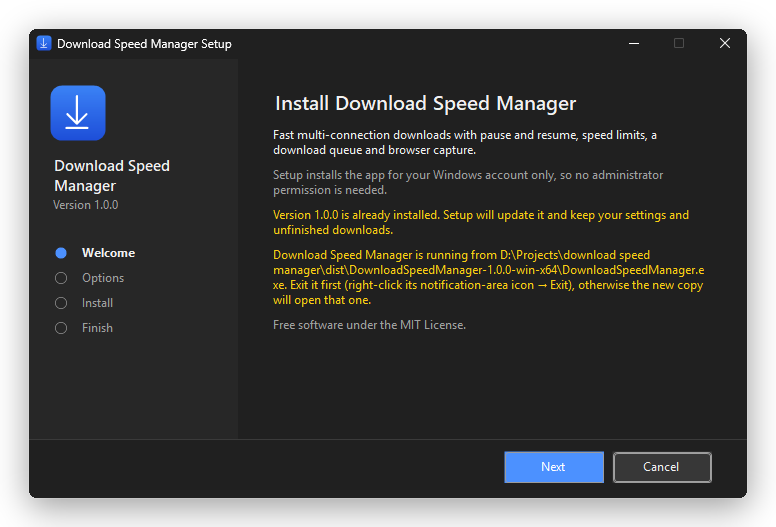 Download Speed Manager Setup
Download Speed
Manager
Version 1.0.0
Welcome
Options
Install
Finish
Install Download Speed Manager
Fast multi-connection downloads with pause and resume, speed limits, a
download queue and browser capture.
Setup installs the app for your Windows account only, so no administrator
permission is needed.
Version 1.0.0 is already installed. Setup will update it and keep your settings and
unfinished downloads.
Download Speed Manager is running from D:\Projects\download speed
manager\dist\DownloadSpeedManager-1.0.0-win-x64\DownloadSpeedManager.e
xe. Exit it first (right-click its notification-area icon → Exit), otherwise the new copy
will open that one.
Free software under the MIT License.
Next
Cancel